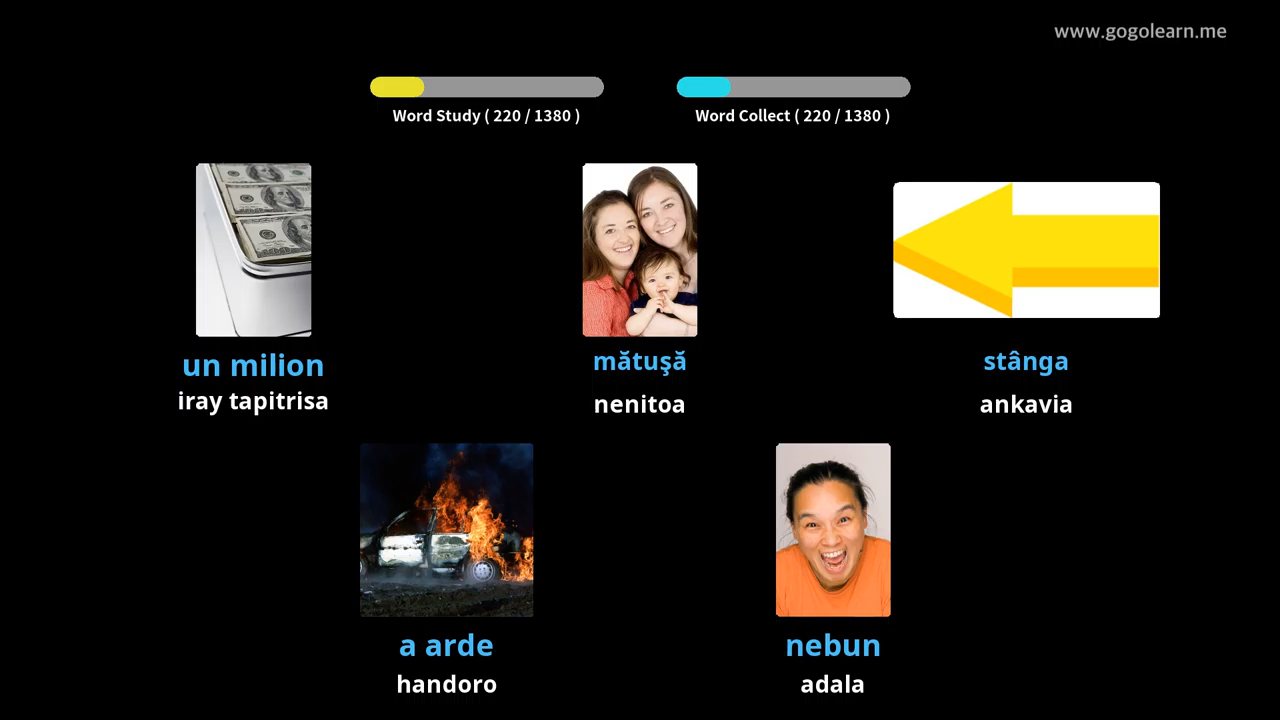 www.gogolearn.me
Word Study ( 220 / 1380 )
Word Collect ( 220 / 1380 )
un milion
iray tapitrisa
mătuşă
nenitoa
stânga
ankavia
a arde
handoro
nebun
adala